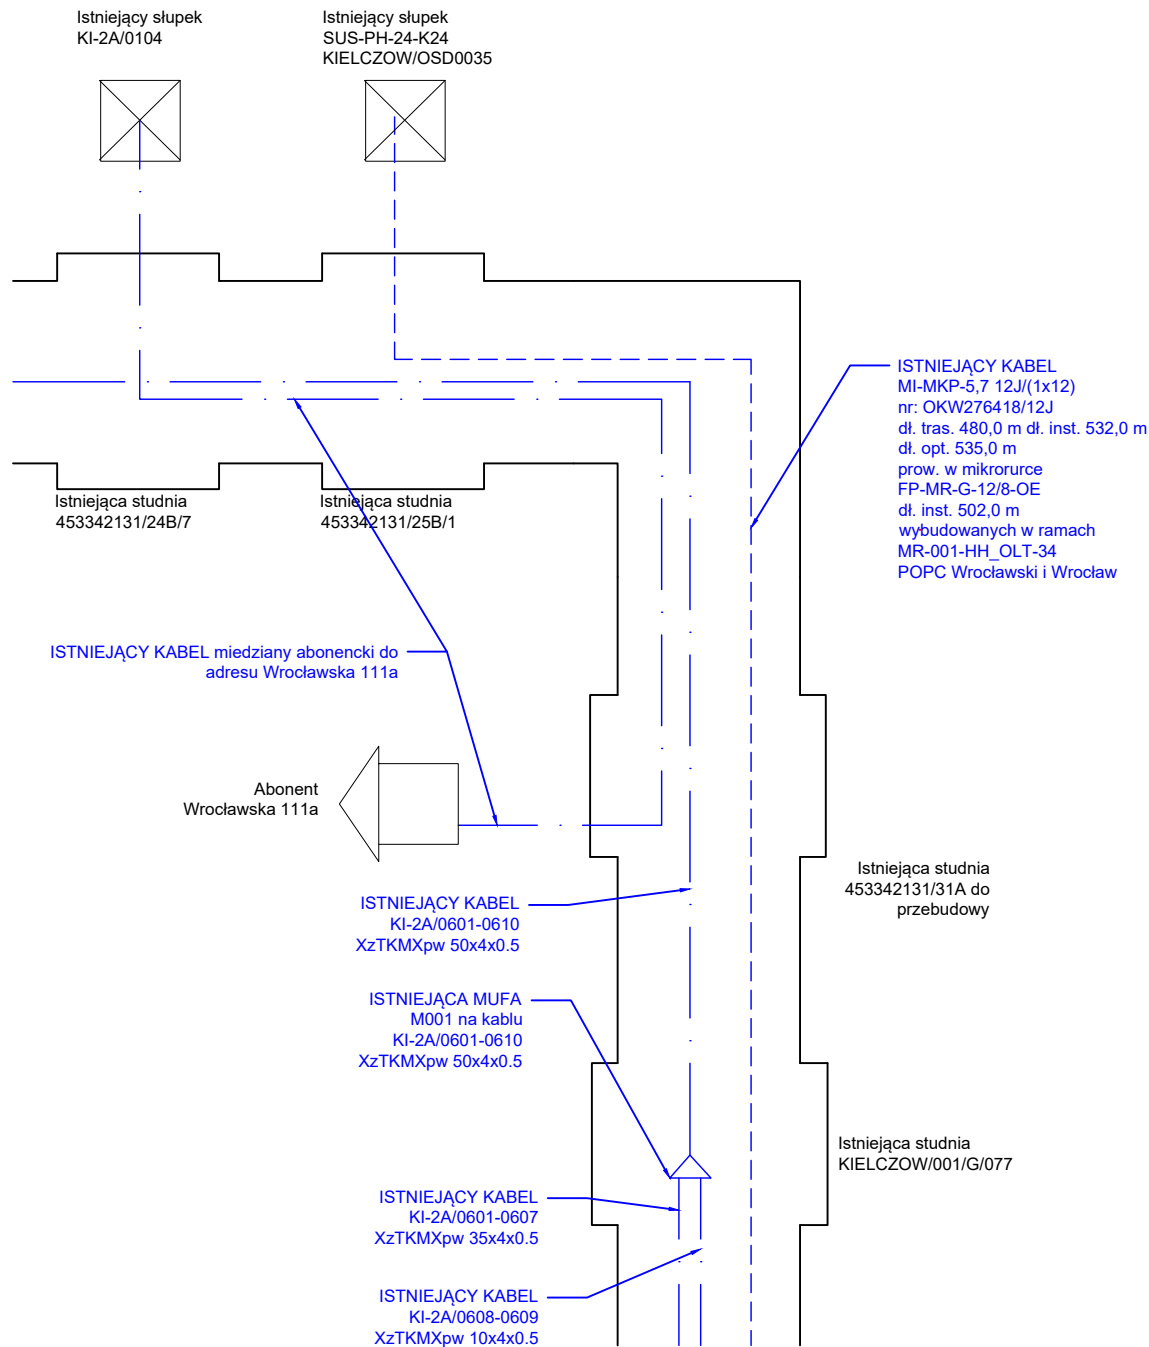 Istniejący słupek
KI-2A/0104
Istniejący słupek
SUS-PH-24-K24
KIELCZOW/OSD0035
ISTNIEJĄCY KABEL
MI-MKP-5,7 12J/(1x12)
nr: OKW276418/12J
dł. tras. 480,0 m dł. inst. 532,0 m
dł. opt. 535,0 m
prow. w mikrorurce
FP-MR-G-12/8-OE
dł. inst. 502,0 m
wybudowanych w ramach
MR-001-HH_OLT-34
POPC Wrocławski i Wrocław
Istniejąca studnia
453342131/24B/7
Istniejąca studnia
453342131/25B/1
ISTNIEJĄCY KABEL miedziany abonencki do
adresu Wrocławska 111a
Abonent
Wrocławska 111a
Istniejąca studnia
453342131/31A do
przebudowy
ISTNIEJĄCY KABEL
KI-2A/0601-0610
XzTKMXpw 50x4x0.5
ISTNIEJĄCA MUFA
M001 na kablu
KI-2A/0601-0610
XzTKMXpw 50x4x0.5
Istniejąca studnia
KIELCZOW/001/G/077
ISTNIEJĄCY KABEL
KI-2A/0601-0607
XzTKMXpw 35x4x0.5
ISTNIEJĄCY KABEL
KI-2A/0608-0609
XzTKMXpw 10x4x0.5